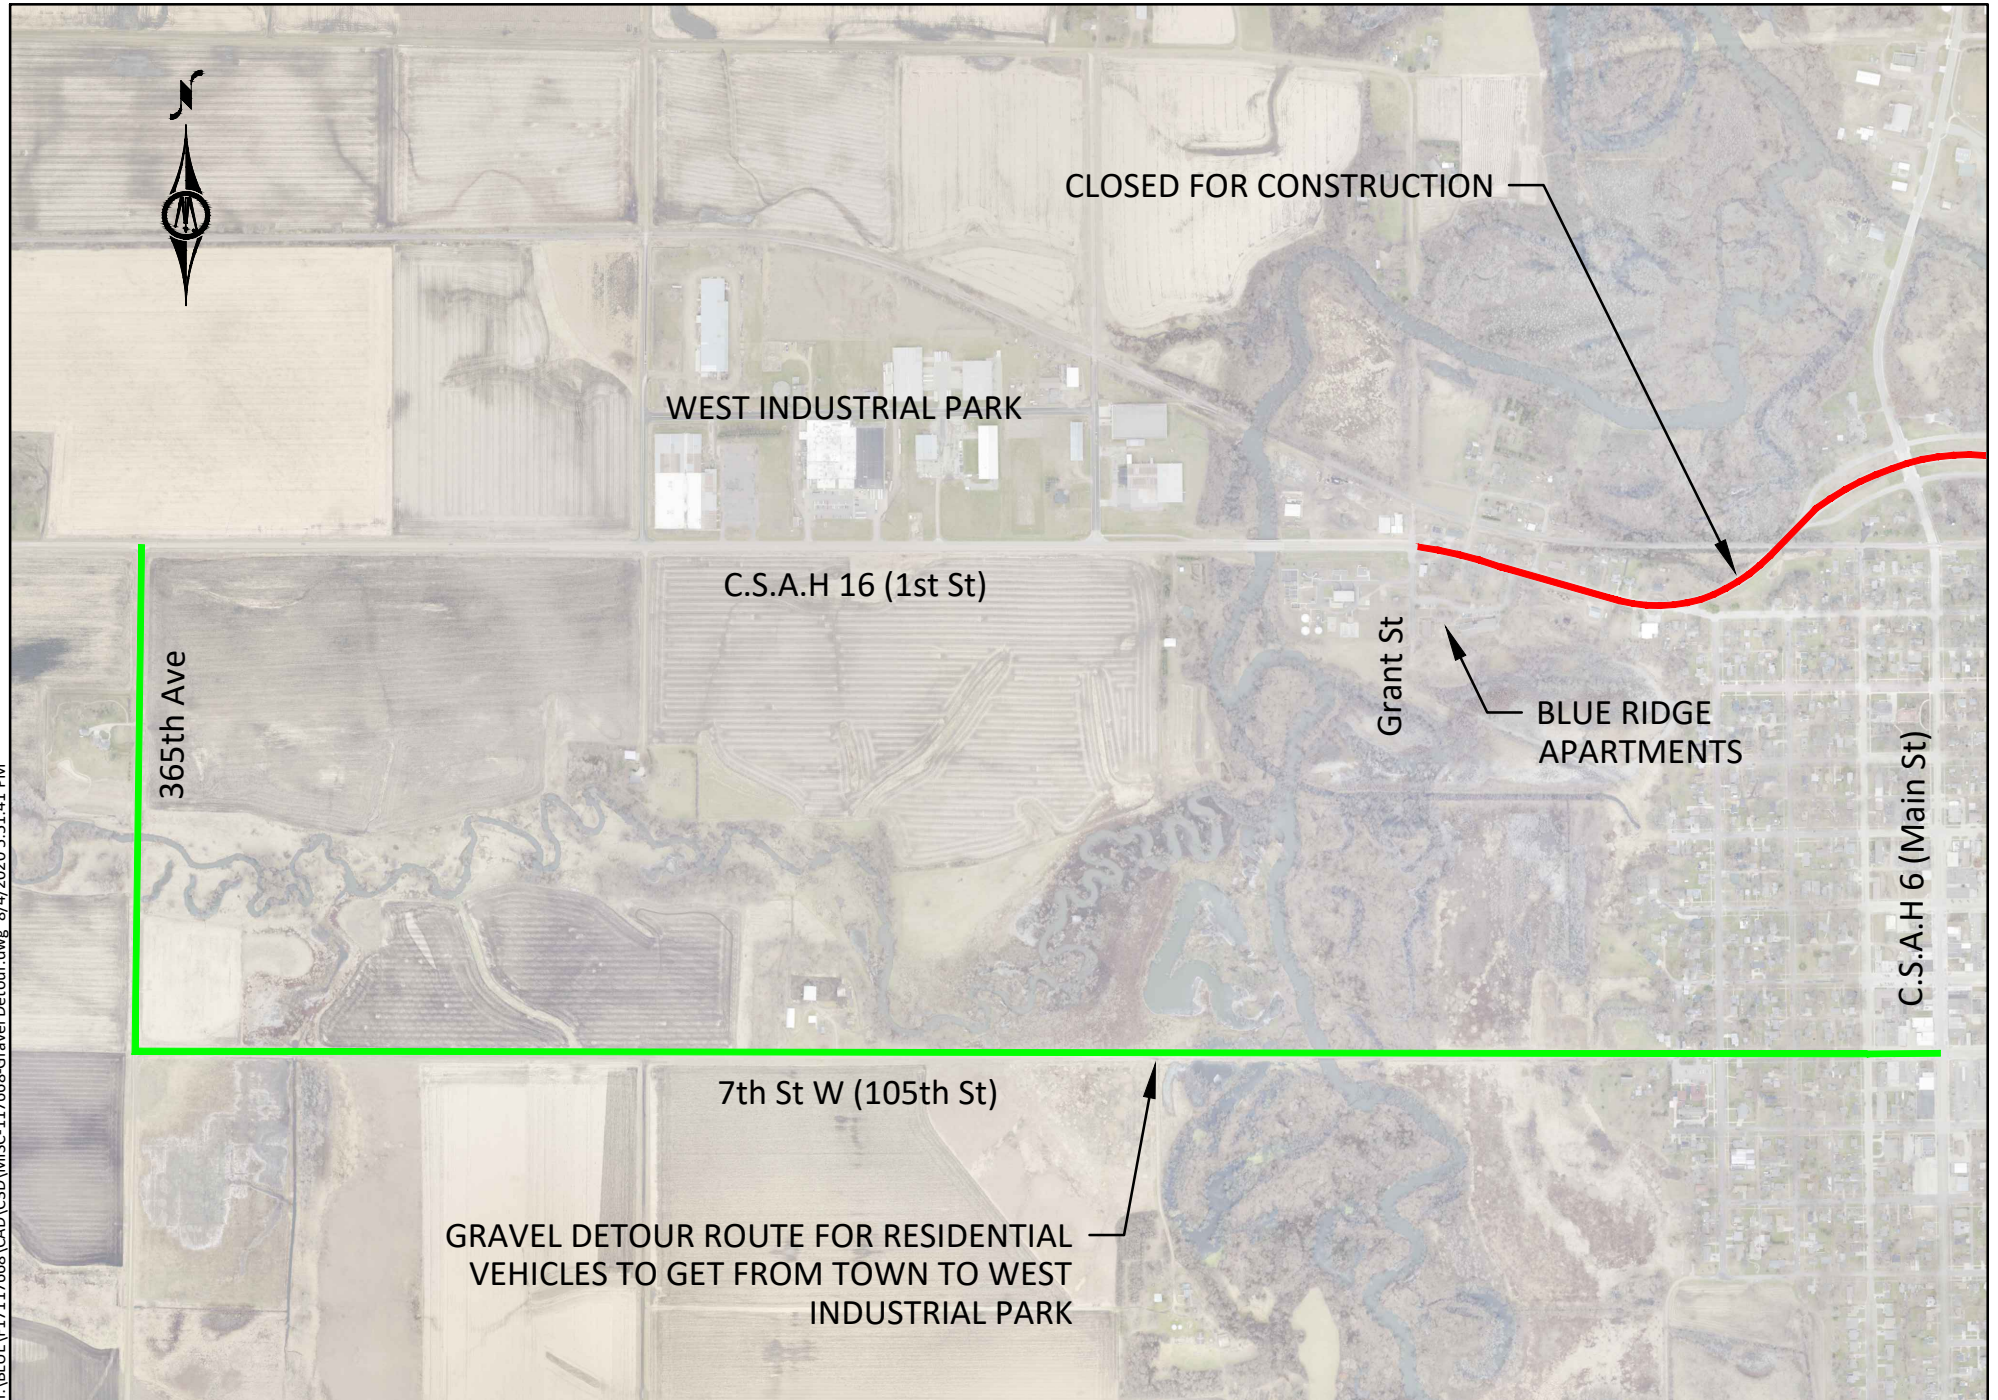 N
CLOSED FOR CONSTRUCTION
WEST INDUSTRIAL PARK
C.S.A.H 16 (1st St)
365th Ave
Grant St
BLUE RIDGE
APARTMENTS
C.S.A.H 6 (Main St)
7th St W (105th St)
GRAVEL DETOUR ROUTE FOR RESIDENTIAL
VEHICLES TO GET FROM TOWN TO WEST
INDUSTRIAL PARK